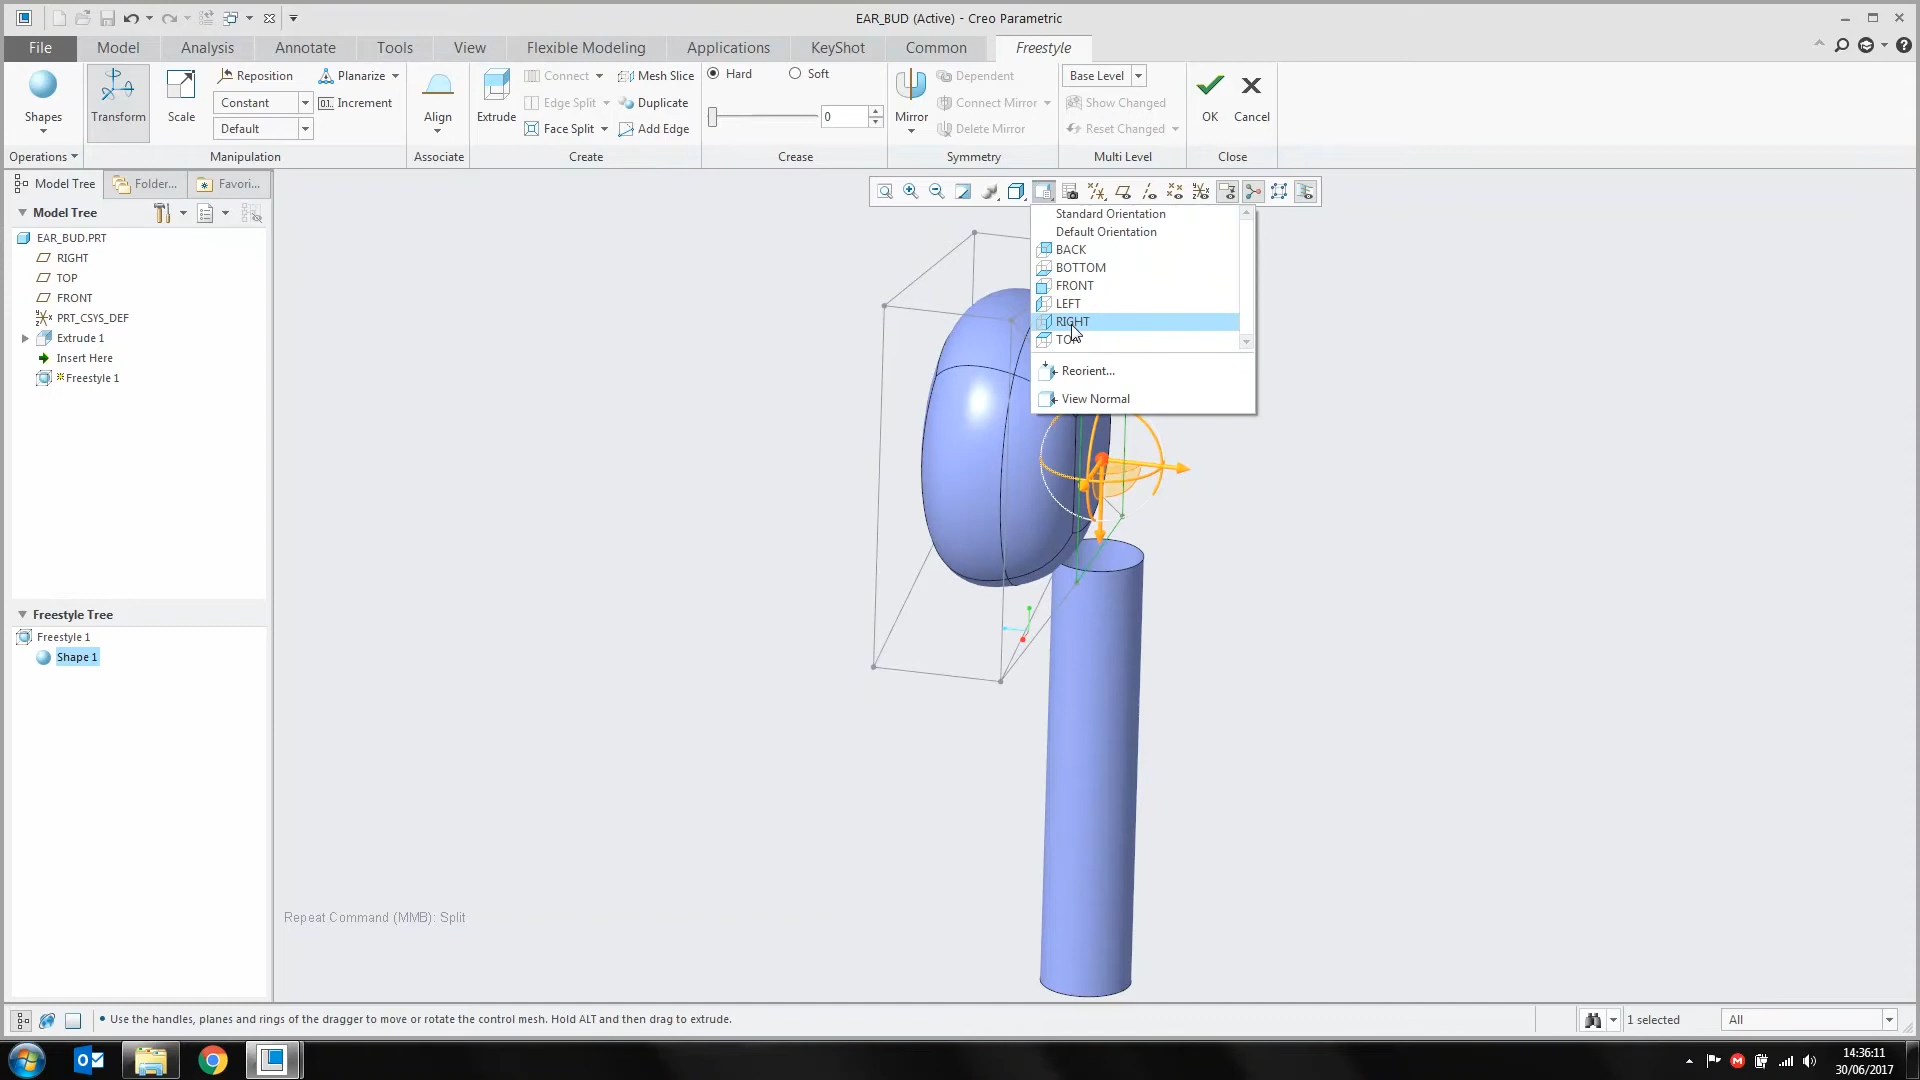 EAR_BUD (Active) - Creo Parametric
File Model Analysis Annotate Tools View Flexible Modeling Applications KeyShot Common Freestyle
Shapes
Operations
Transform
Scale
Reposition
Constant
Default
Planarize
Increment
Manipulation
Align
Associate
Extrude
Connect
Edge Split
Face Split
Mesh Slice
Duplicate
Add Edge
Create
Hard Soft
0
Crease
Mirror
Dependent
Connect Mirror
Delete Mirror
Symmetry
Base Level
Show Changed
Reset Changed
Multi Level
OK
Cancel
Close
Model Tree Folder... Favori...
Model Tree
EAR_BUD.PRT
RIGHT
TOP
FRONT
PRT_CSYS_DEF
Extrude 1
Insert Here
Freestyle 1
Freestyle Tree
Freestyle 1
Shape 1
Standard Orientation
Default Orientation
BACK
BOTTOM
FRONT
LEFT
RIGHT
TOP
Reorient...
View Normal
Repeat Command (MMB): Split
• Use the handles, planes and rings of the dragger to move or rotate the control mesh. Hold ALT and then drag to extrude.
1 selected
All
14:36:11
30/06/2017